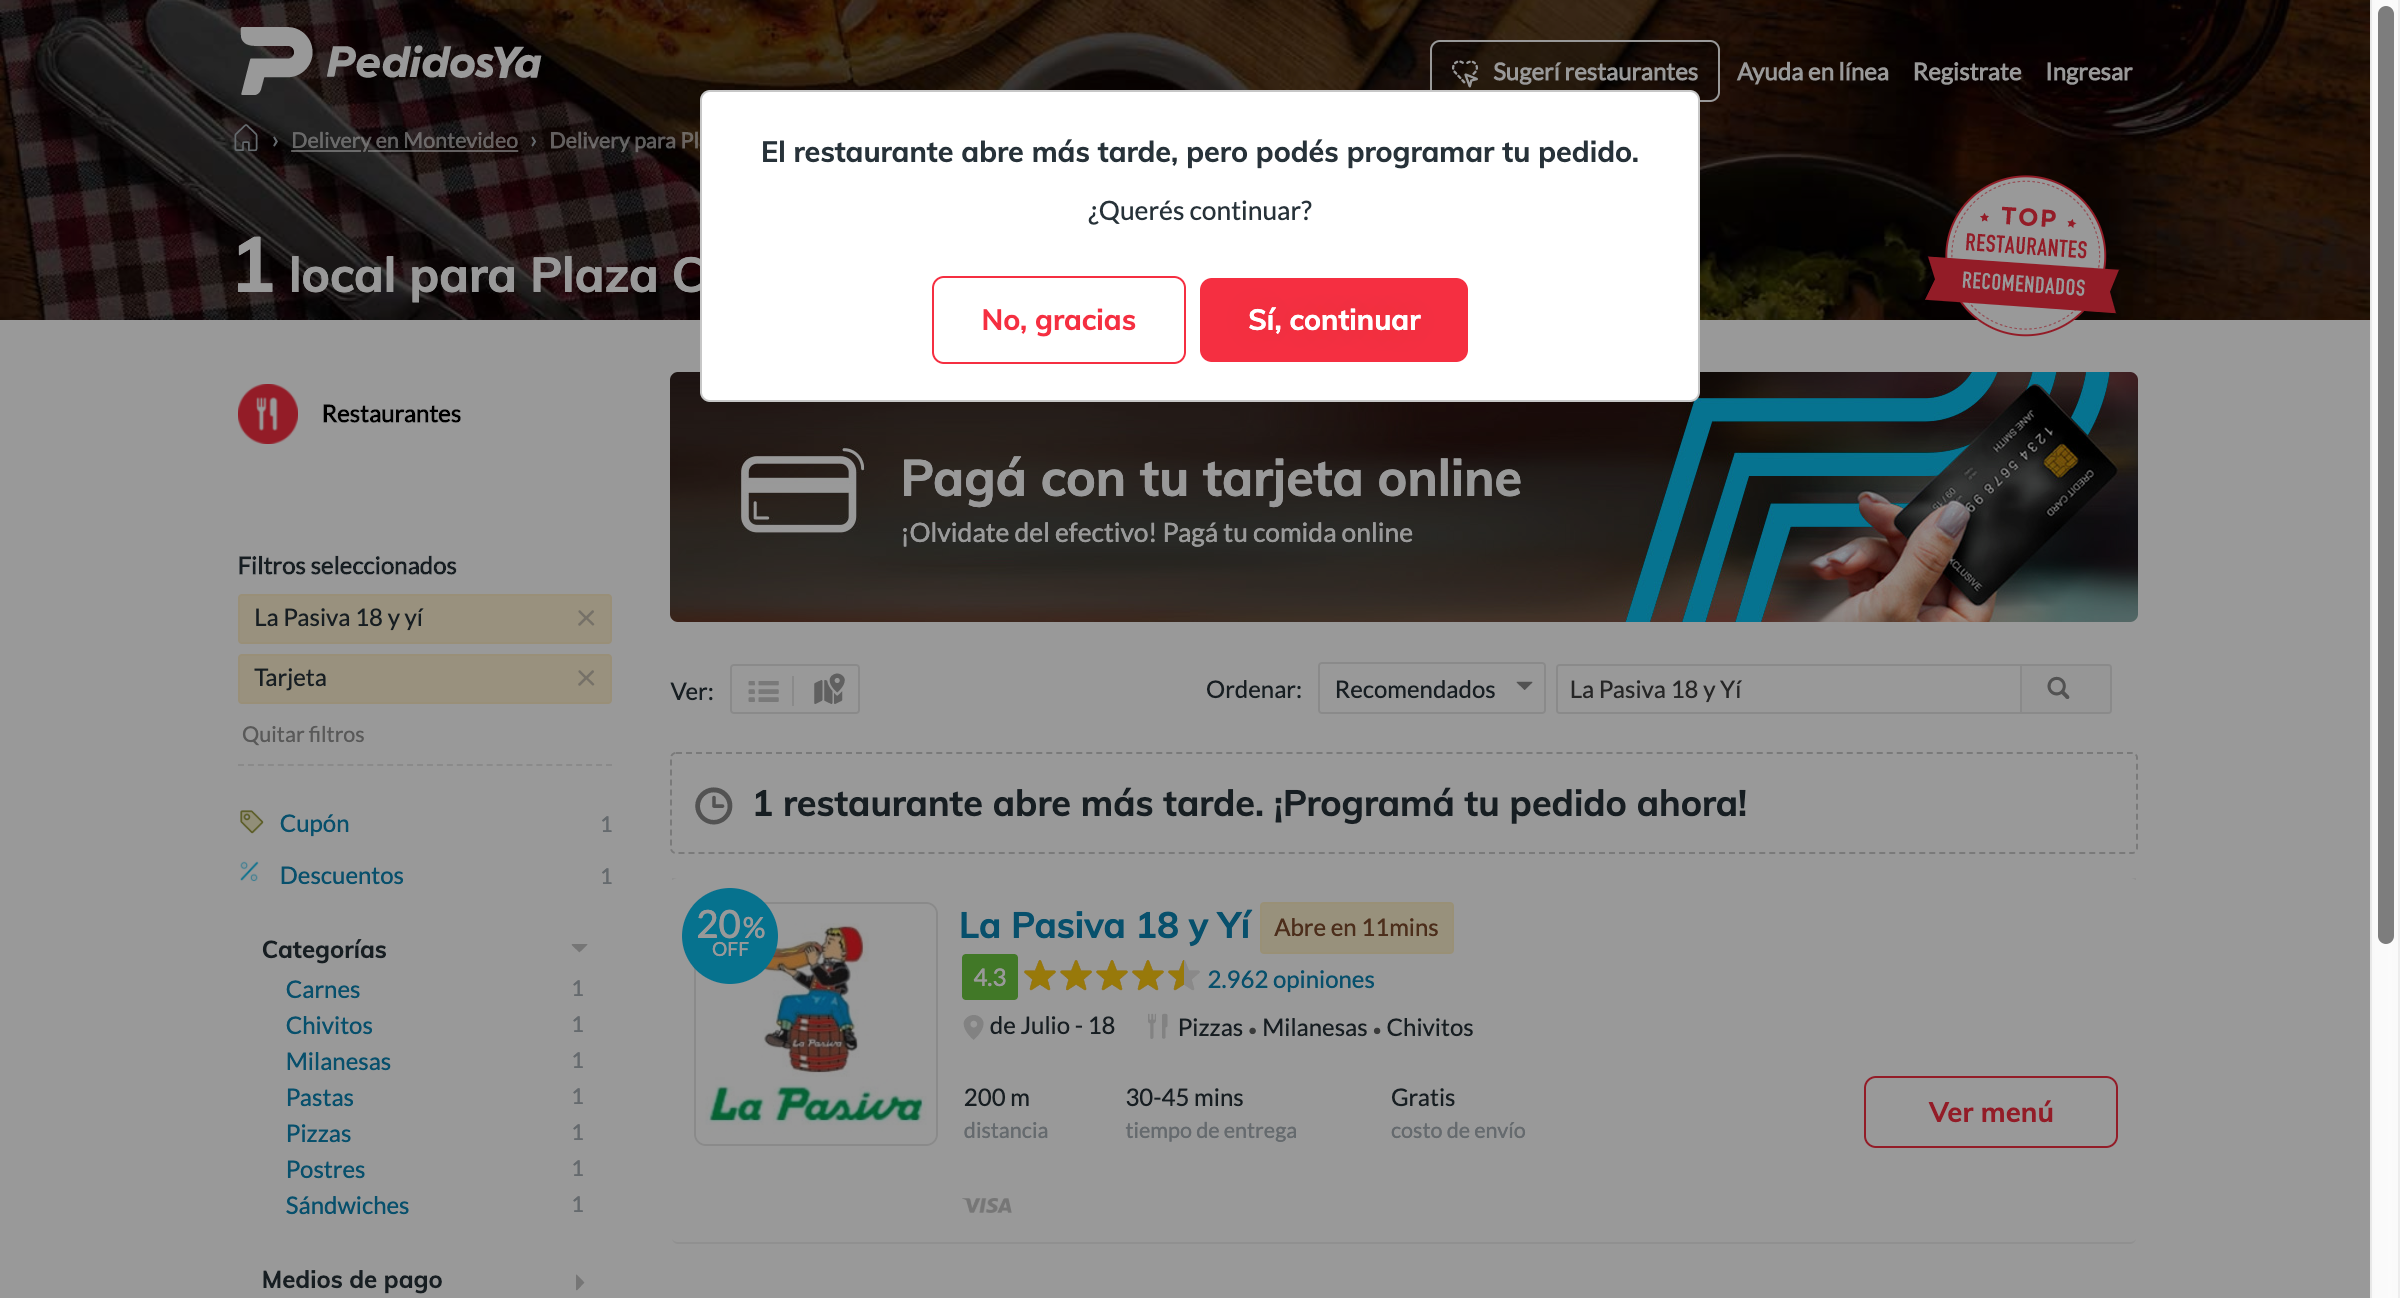 PedidosYa
Sugerí restaurantes
Ayuda en línea
Registrate
Ingresar
› Delivery en Montevideo › Delivery para Pl
El restaurante abre más tarde, pero podés programar tu pedido.
¿Querés continuar?
No, gracias
Sí, continuar
1 local para Plaza C
TOP
RESTAURANTES
RECOMENDADOS
Restaurantes
Pagá con tu tarjeta online
¡Olvidate del efectivo! Pagá tu comida online
JANE SMITH
CREDIT CARD
Filtros seleccionados
La Pasiva 18 y yí
Tarjeta
Quitar filtros
Cupón 1
Descuentos 1
Categorías
Carnes 1
Chivitos 1
Milanesas 1
Pastas 1
Pizzas 1
Postres 1
Sándwiches 1
Medios de pago
Ver:
Ordenar:
Recomendados
La Pasiva 18 y Yí
1 restaurante abre más tarde. ¡Programá tu pedido ahora!
20%
OFF
La Pasiva
La Pasiva
La Pasiva 18 y Yí
Abre en 11mins
4.3
2.962 opiniones
de Julio - 18
Pizzas • Milanesas • Chivitos
200 m
distancia
30-45 mins
tiempo de entrega
Gratis
costo de envío
Ver menú
VISA